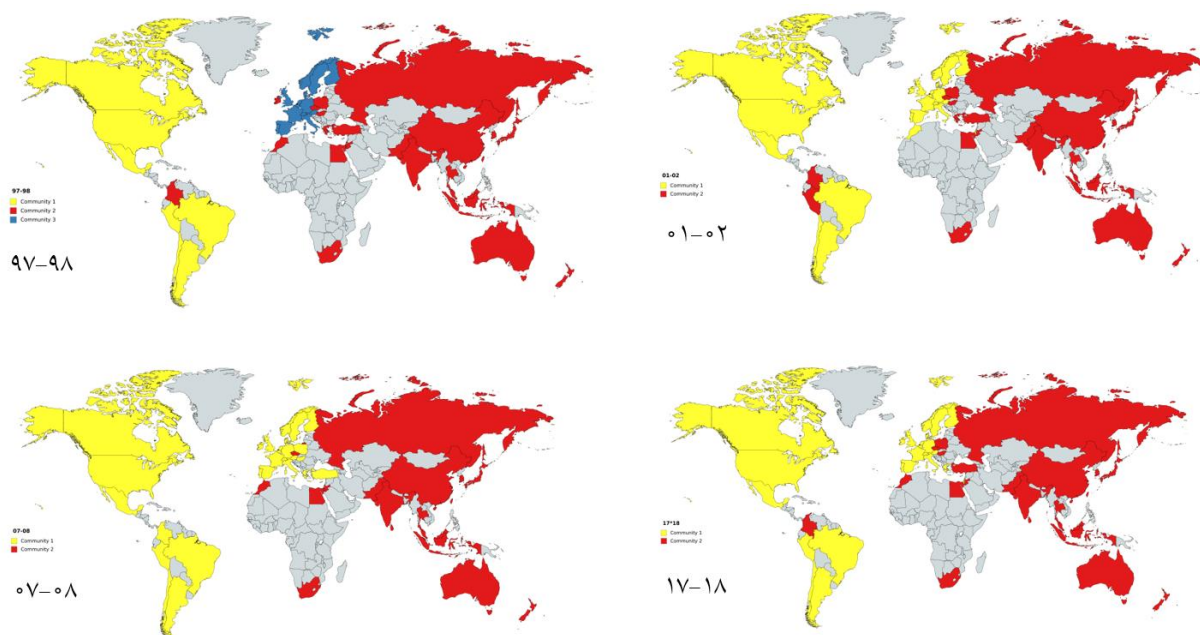 97-98
Community 1
Community 2
Community 3
۹۷–۹۸
01-02
Community 1
Community 2
۰۱–۰۲
07-08
Community 1
Community 2
۰۷–۰۸
17*18
Community 1
Community 2
۱۷–۱۸